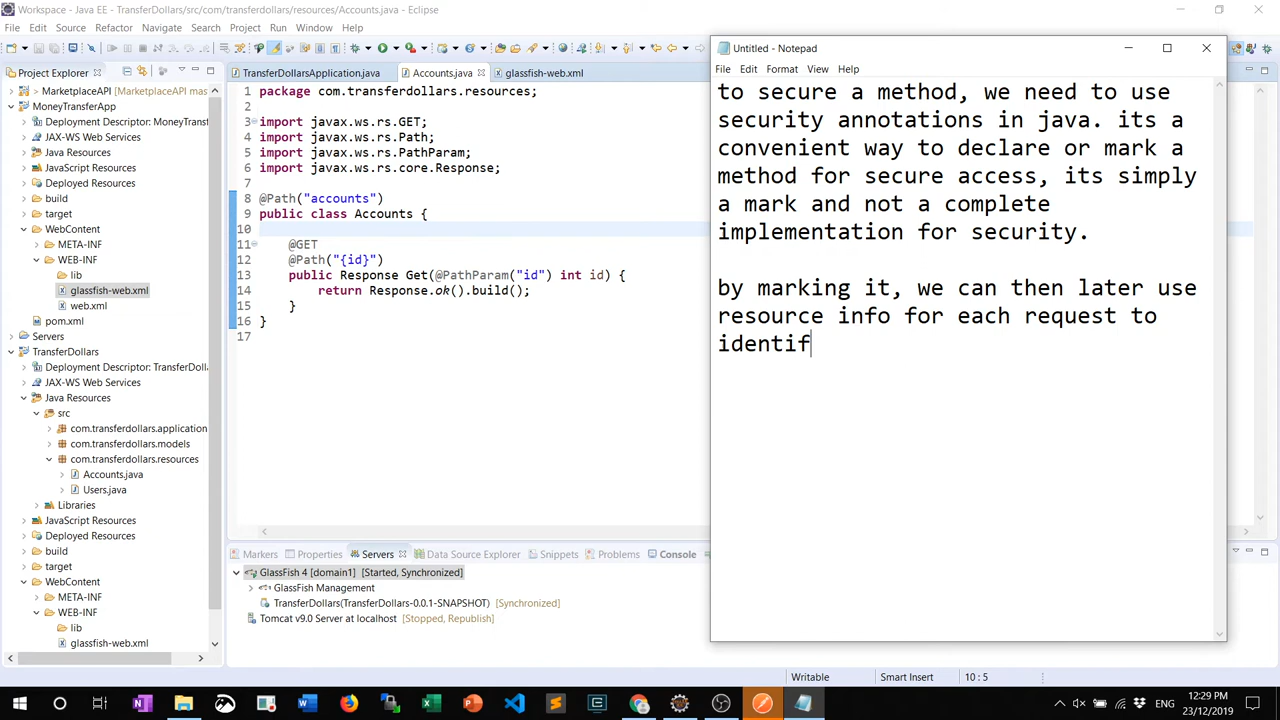 Workspace - Java EE - TransferDollars/src/com/transferdollars/resources/Accounts.java - Eclipse
File Edit Source Refactor Navigate Search Project Run Window Help
Project Explorer
MarketplaceAPI [MarketplaceAPI mas
MoneyTransferApp
Deployment Descriptor: MoneyTransf
JAX-WS Web Services
Java Resources
JavaScript Resources
Deployed Resources
build
target
WebContent
META-INF
WEB-INF
lib
glassfish-web.xml
web.xml
pom.xml
Servers
TransferDollars
Deployment Descriptor: TransferDoll
JAX-WS Web Services
Java Resources
src
com.transferdollars.application
com.transferdollars.models
com.transferdollars.resources
Accounts.java
Users.java
Libraries
JavaScript Resources
Deployed Resources
build
target
WebContent
META-INF
WEB-INF
lib
glassfish-web.xml
TransferDollarsApplication.java Accounts.java glassfish-web.xml
1 package com.transferdollars.resources;
2
3 import javax.ws.rs.GET;
4 import javax.ws.rs.Path;
5 import javax.ws.rs.PathParam;
6 import javax.ws.rs.core.Response;
7
8 @Path("accounts")
9 public class Accounts {
10
11 @GET
12 @Path("{id}")
13 public Response Get(@PathParam("id") int id) {
14 return Response.ok().build();
15 }
16 }
17
Markers Properties Servers Data Source Explorer Snippets Problems Console
GlassFish 4 [domain1] [Started, Synchronized]
GlassFish Management
TransferDollars(TransferDollars-0.0.1-SNAPSHOT) [Synchronized]
Tomcat v9.0 Server at localhost [Stopped, Republish]
Writable Smart Insert 10 : 5
Untitled - Notepad
File Edit Format View Help
to secure a method, we need to use
security annotations in java. its a
convenient way to declare or mark a
method for secure access, its simply
a mark and not a complete
implementation for security.
by marking it, we can then later use
resource info for each request to
identif
ENG
12:29 PM
23/12/2019